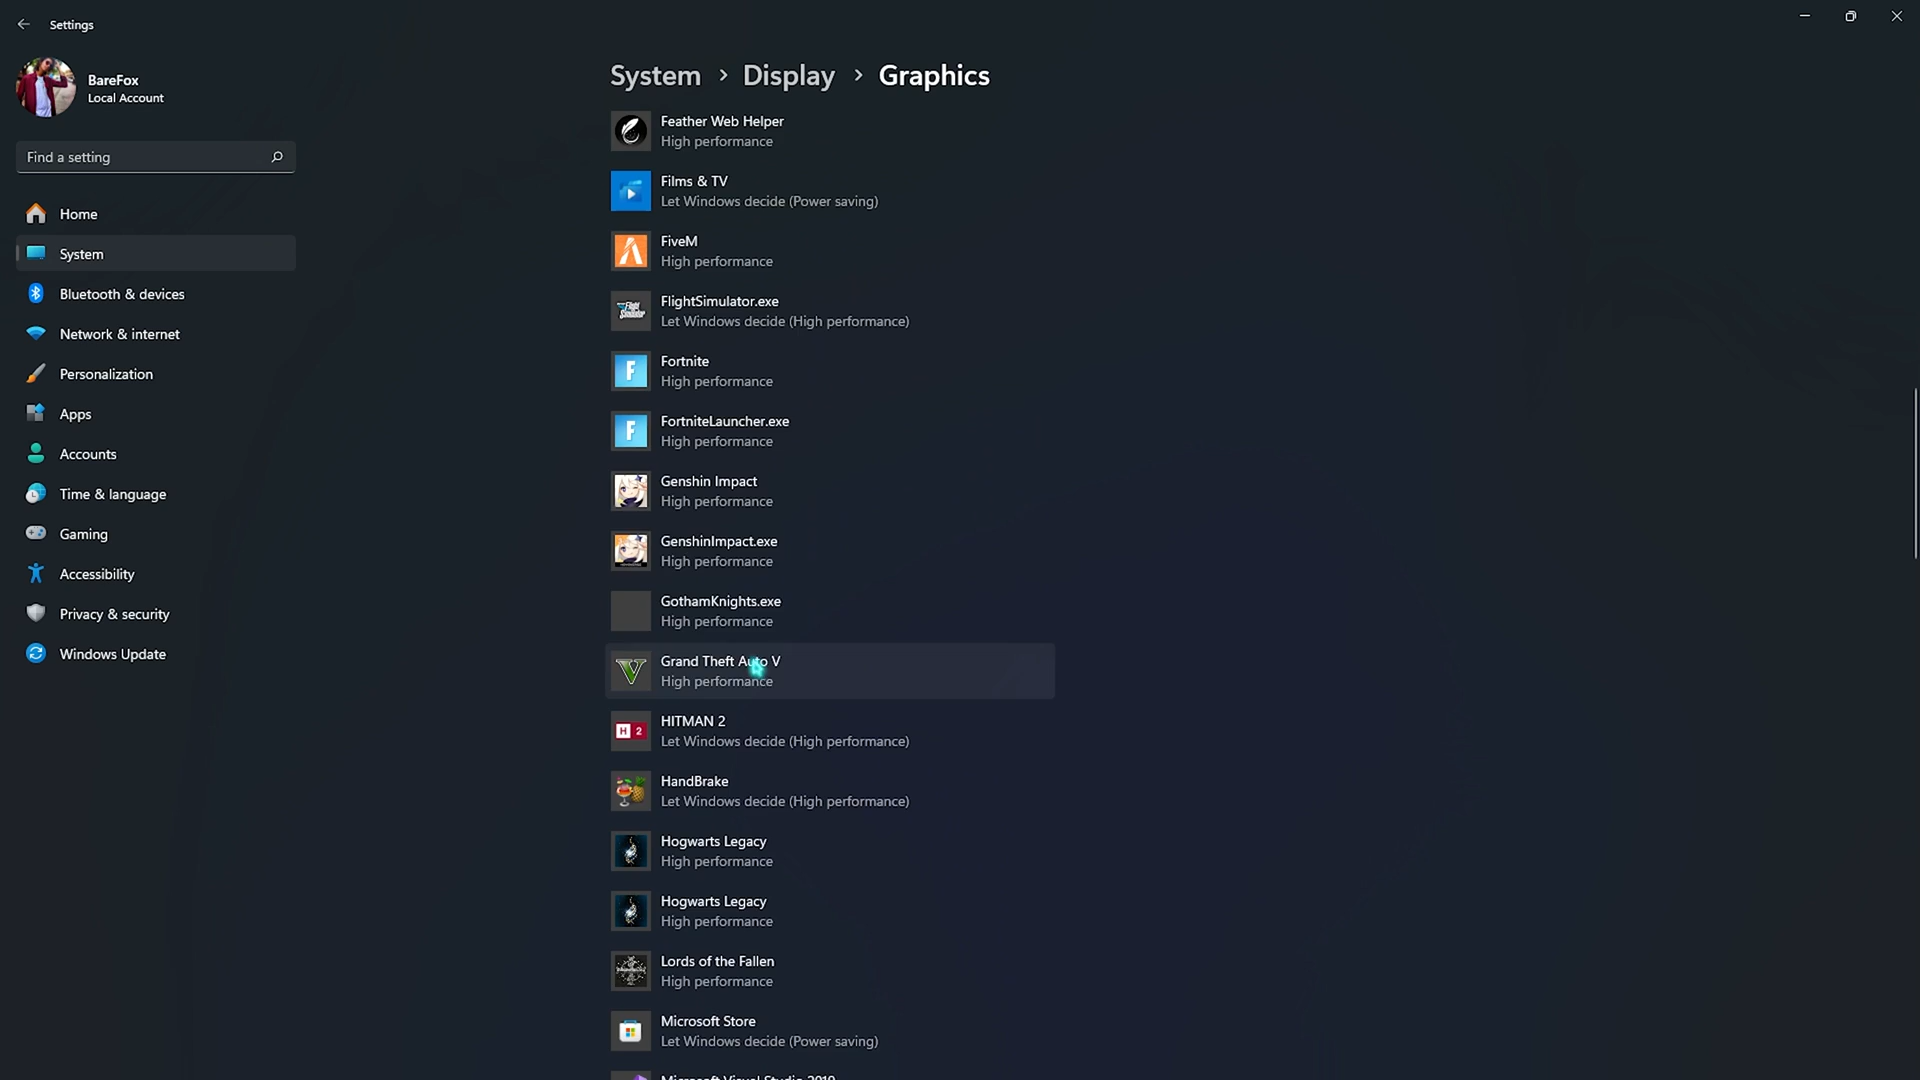 Settings
BareFox
Local Account
Find a setting
Home
System
Bluetooth & devices
Network & internet
Personalization
Apps
Accounts
Time & language
Gaming
Accessibility
Privacy & security
Windows Update
System > Display > Graphics
Feather Web Helper
High performance
Films & TV
Let Windows decide (Power saving)
FiveM
High performance
FlightSimulator.exe
Let Windows decide (High performance)
F
Fortnite
High performance
F
FortniteLauncher.exe
High performance
Genshin Impact
High performance
GenshinImpact.exe
High performance
GothamKnights.exe
High performance
V
Grand Theft Auto V
High performance
H 2
HITMAN 2
Let Windows decide (High performance)
HandBrake
Let Windows decide (High performance)
Hogwarts Legacy
High performance
Hogwarts Legacy
High performance
Lords of the Fallen
High performance
Microsoft Store
Let Windows decide (Power saving)
Microsoft Visual Studio 2019